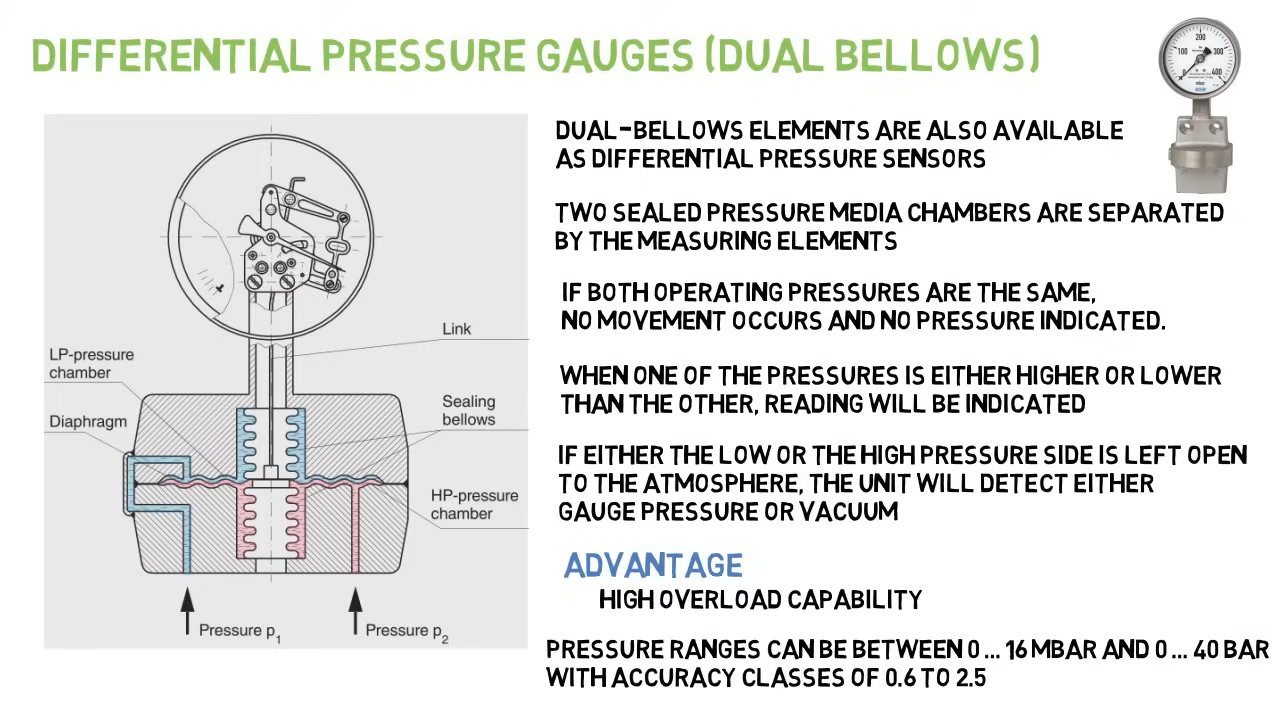 DIFFERENTIAL PRESSURE GAUGES (DUAL BELLOWS)
0
100
200
300
400
mbar
DUAL-BELLOWS ELEMENTS ARE ALSO AVAILABLE
AS DIFFERENTIAL PRESSURE SENSORS
TWO SEALED PRESSURE MEDIA CHAMBERS ARE SEPARATED
BY THE MEASURING ELEMENTS
IF BOTH OPERATING PRESSURES ARE THE SAME,
NO MOVEMENT OCCURS AND NO PRESSURE INDICATED.
WHEN ONE OF THE PRESSURES IS EITHER HIGHER OR LOWER
THAN THE OTHER, READING WILL BE INDICATED
IF EITHER THE LOW OR THE HIGH PRESSURE SIDE IS LEFT OPEN
TO THE ATMOSPHERE, THE UNIT WILL DETECT EITHER
GAUGE PRESSURE OR VACUUM
ADVANTAGE
HIGH OVERLOAD CAPABILITY
PRESSURE RANGES CAN BE BETWEEN 0 ... 16 MBAR AND 0 ... 40 BAR
WITH ACCURACY CLASSES OF 0.6 TO 2.5
Link
LP-pressure
chamber
Diaphragm
Sealing
bellows
HP-pressure
chamber
Pressure p1
Pressure p2